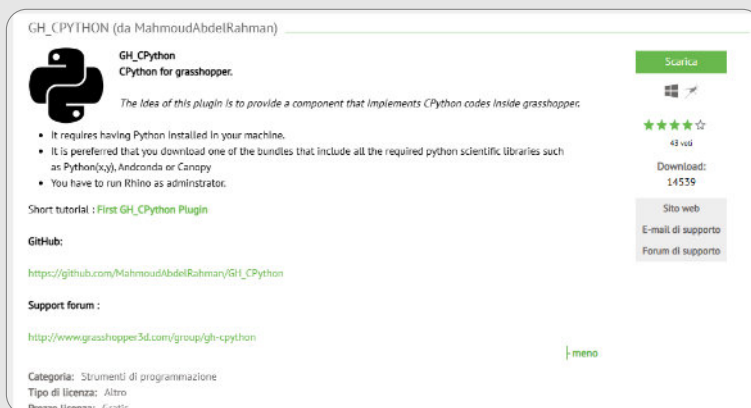 GH_CPYTHON (da MahmoudAbdelRahman)
GH_CPython
CPython for grasshopper.
The Idea of this plugin is to provide a component that implements CPython codes inside grasshopper.
• It requires having Python installed in your machine.
• It is pereferred that you download one of the bundles that include all the required python scientific libraries such
as Python(x,y), Andconda or Canopy
• You have to run Rhino as adminstrator.
Short tutorial : First GH_CPython Plugin
GitHub:
https://github.com/MahmoudAbdelRahman/GH_CPython
Support forum :
http://www.grasshopper3d.com/group/gh-cpython
- meno
Categoria: Strumenti di programmazione
Tipo di licenza: Altro
Prezzo licenza: Gratis
Scarica
43 voti
Download:
14539
Sito web
E-mail di supporto
Forum di supporto